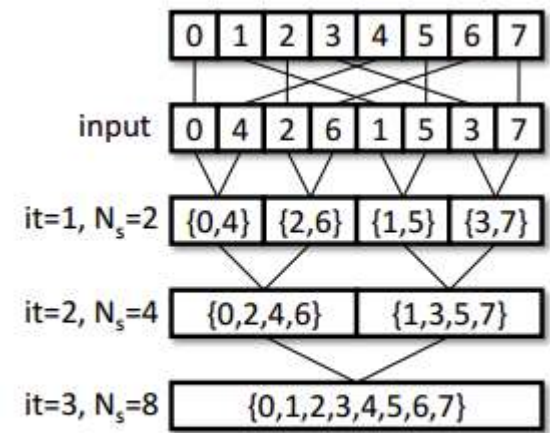 0 1 2 3 4 5 6 7
input 0 4 2 6 1 5 3 7
it=1, Nₛ=2 {0,4} {2,6} {1,5} {3,7}
it=2, Nₛ=4 {0,2,4,6} {1,3,5,7}
it=3, Nₛ=8 {0,1,2,3,4,5,6,7}